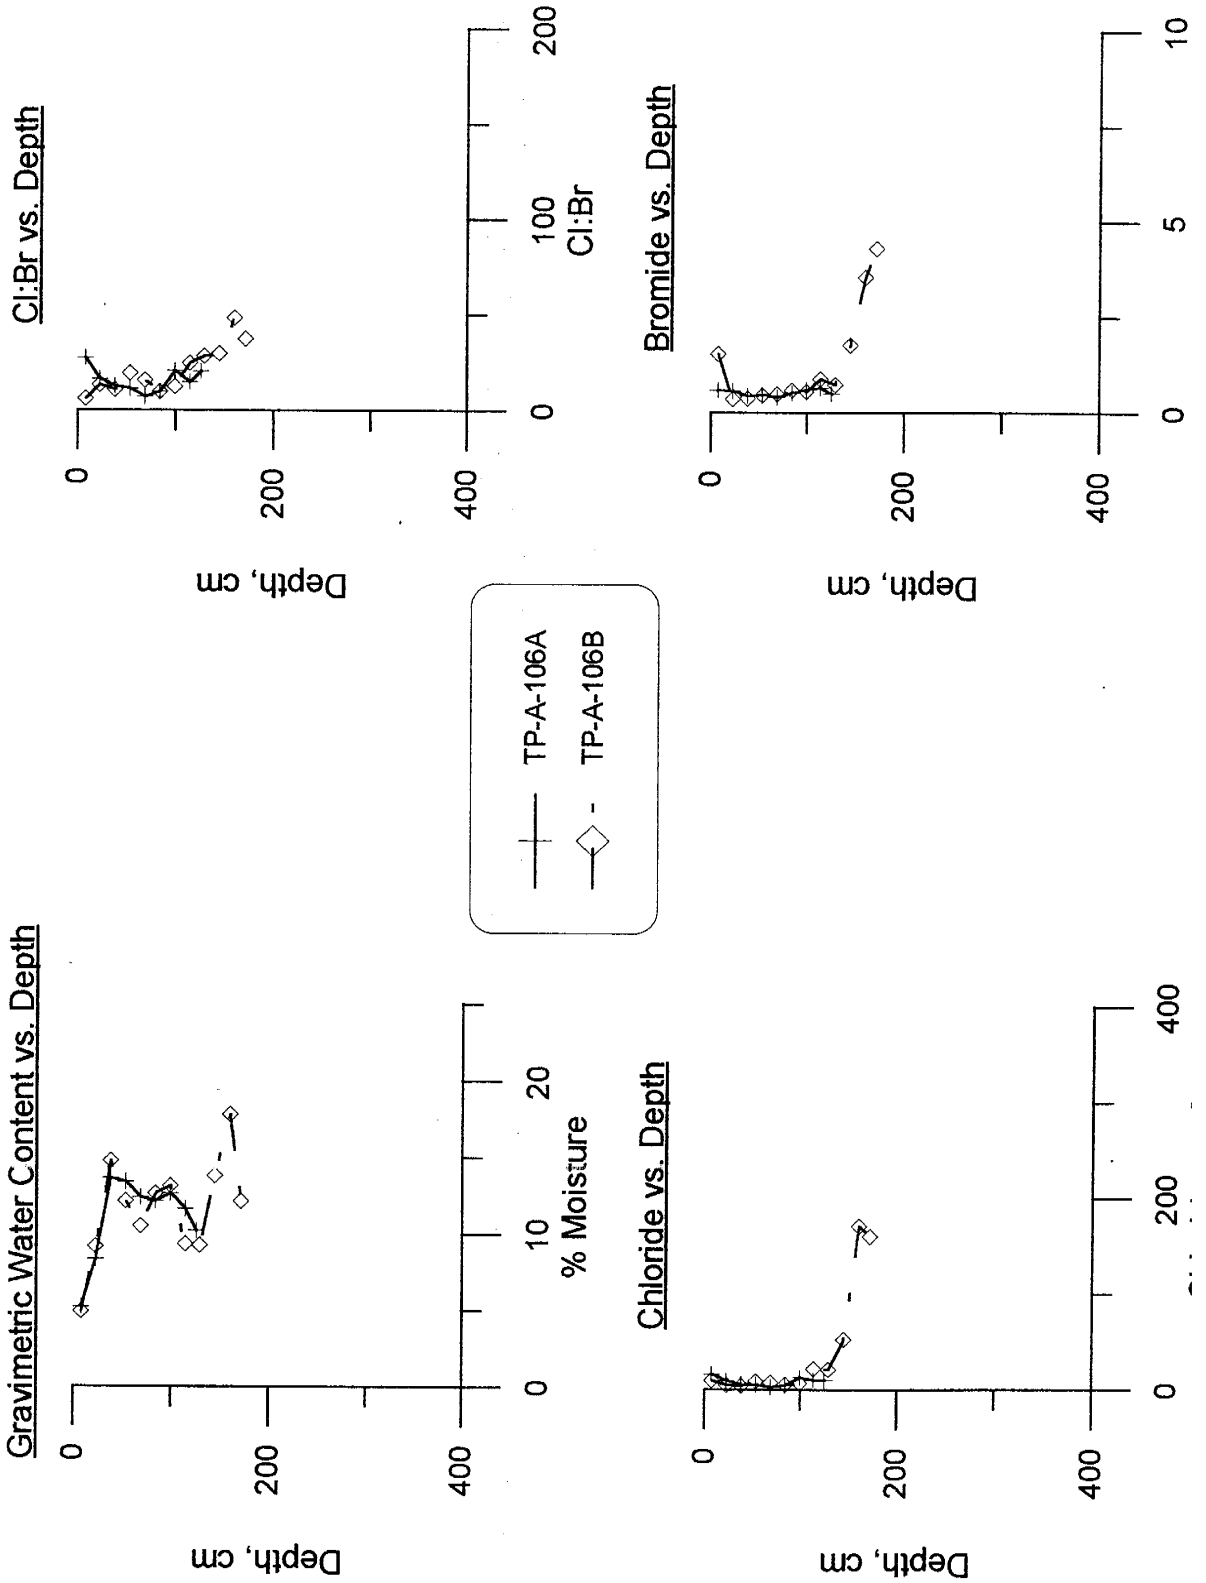 Gravimetric Water Content vs. Depth
0
200
400
Depth, cm
0
10
20
% Moisture
Cl:Br vs. Depth
0
200
400
Depth, cm
0
100
200
Cl:Br
TP-A-106A
TP-A-106B
Chloride vs. Depth
0
200
400
Depth, cm
0
200
400
Bromide vs. Depth
0
200
400
Depth, cm
0
5
10